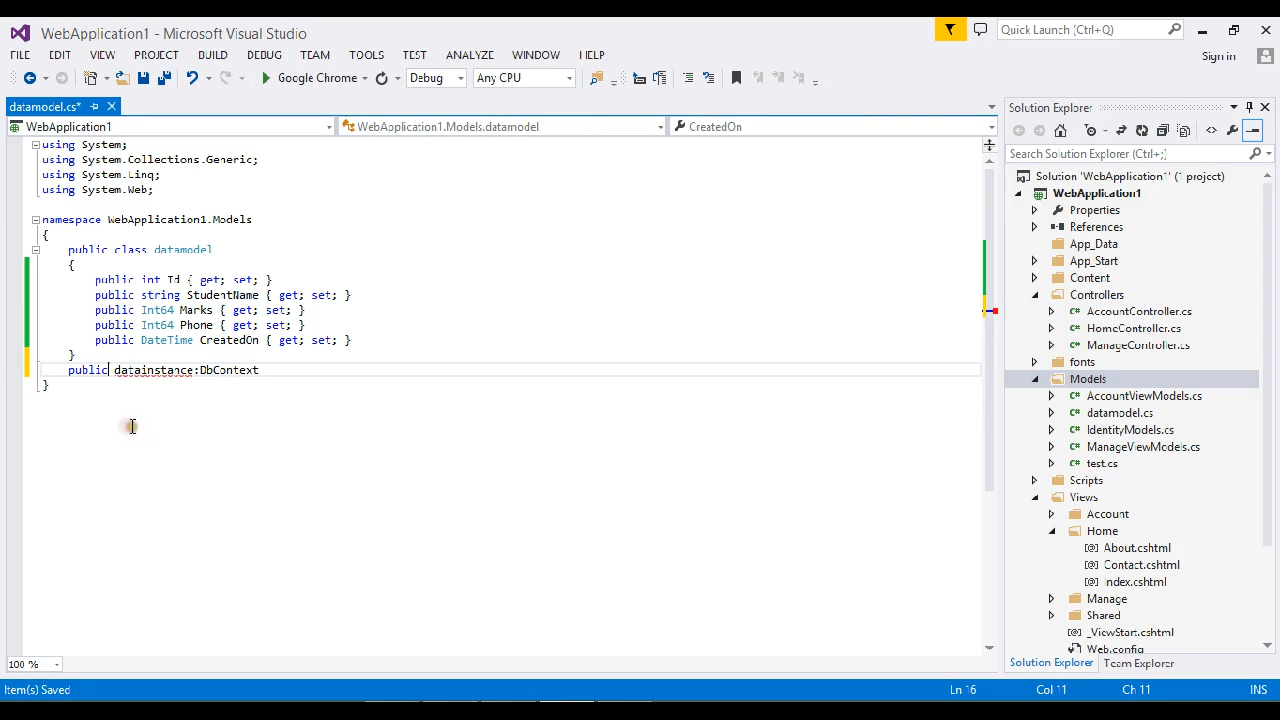 WebApplication1 - Microsoft Visual Studio
Quick Launch (Ctrl+Q)
FILE EDIT VIEW PROJECT BUILD DEBUG TEAM TOOLS TEST ANALYZE WINDOW HELP
Sign in
Google Chrome Debug Any CPU
datamodel.cs*
WebApplication1
WebApplication1.Models.datamodel
CreatedOn
using System;
using System.Collections.Generic;
using System.Linq;
using System.Web;
namespace WebApplication1.Models
{
public class datamodel
{
public int Id { get; set; }
public string StudentName { get; set; }
public Int64 Marks { get; set; }
public Int64 Phone { get; set; }
public DateTime CreatedOn { get; set; }
}
public datainstance:DbContext
}
100 %
Solution Explorer
Search Solution Explorer (Ctrl+;)
Solution 'WebApplication1' (1 project)
WebApplication1
Properties
References
App_Data
App_Start
Content
Controllers
C# AccountController.cs
C# HomeController.cs
C# ManageController.cs
fonts
Models
C# AccountViewModels.cs
C# datamodel.cs
C# IdentityModels.cs
C# ManageViewModels.cs
C# test.cs
Scripts
Views
Account
Home
[@] About.cshtml
[@] Contact.cshtml
[@] Index.cshtml
Manage
Shared
[@] _ViewStart.cshtml
Web.config
Solution Explorer Team Explorer
Item(s) Saved
Ln 16 Col 11 Ch 11 INS